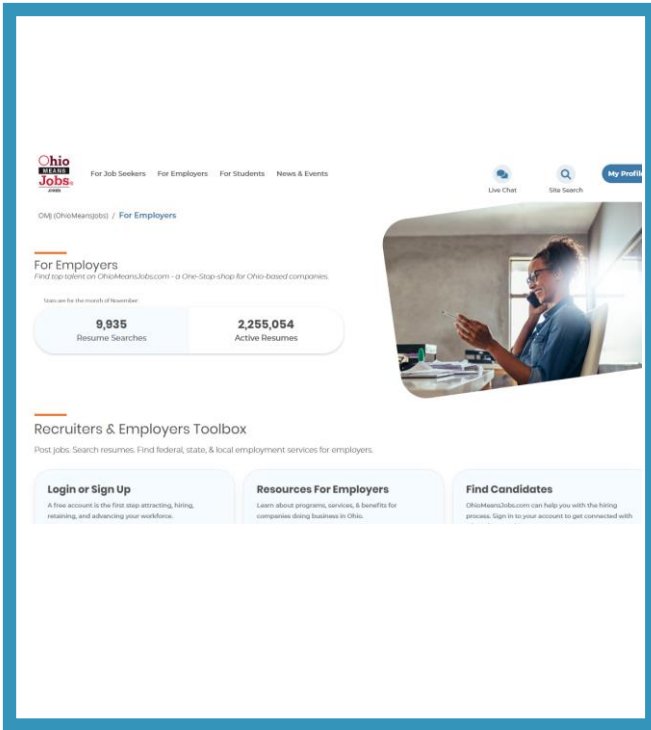 Ohio
MEANS
Jobs
For Job Seekers For Employers For Students News & Events
Live Chat
Site Search
My Profile
OMJ (OhioMeansJobs) / For Employers
For Employers
Find top talent on OhioMeansJobs.com - a One-Stop-shop for Ohio-based companies.
Stats are for the month of November
9,935
Resume Searches
2,255,054
Active Resumes
Recruiters & Employers Toolbox
Post jobs. Search resumes. Find federal, state, & local employment services for employers.
Login or Sign Up
A free account is the first step attracting, hiring,
retaining, and advancing your workforce.
Resources For Employers
Learn about programs, services, & benefits for
companies doing business in Ohio.
Find Candidates
OhioMeansJobs.com can help you with the hiring
process. Sign in to your account to get connected with